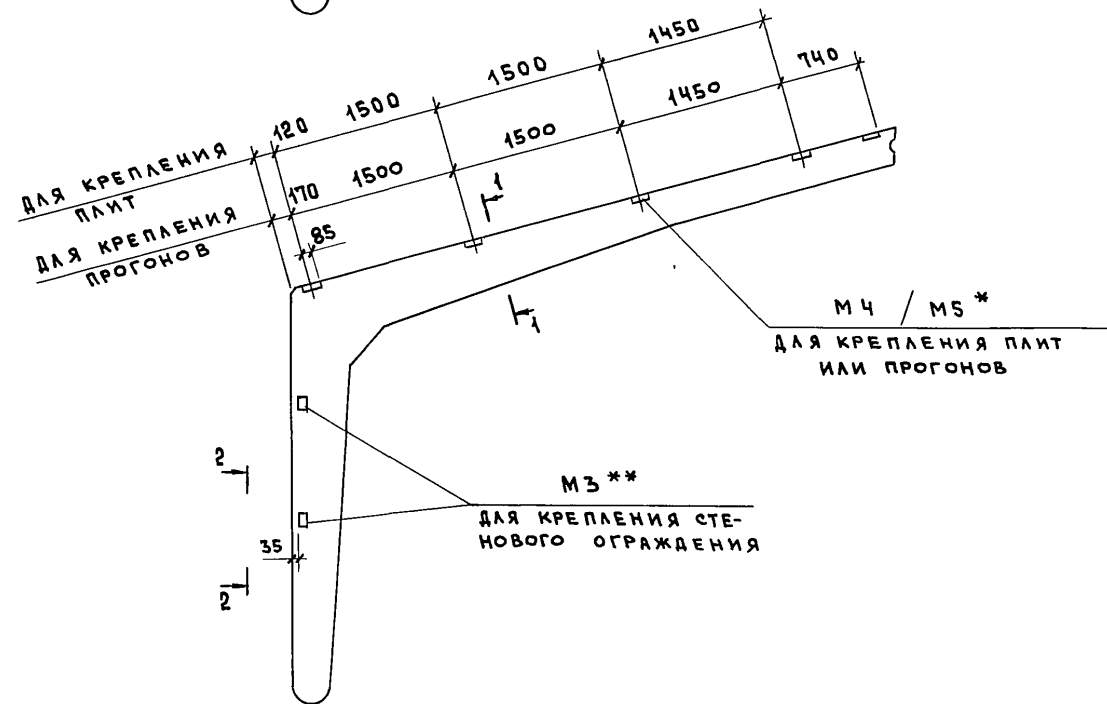 120 1500 1500 1450
170 1500 1500 1450 740
ДЛЯ КРЕПЛЕНИЯ
ПЛИТ
ДЛЯ КРЕПЛЕНИЯ
ПРОГОНОВ
85
1
1
М4 / М5 *
ДЛЯ КРЕПЛЕНИЯ ПЛИТ
ИЛИ ПРОГОНОВ
2
М3 **
ДЛЯ КРЕПЛЕНИЯ СТЕ-
НОВОГО ОГРАЖДЕНИЯ
35
2